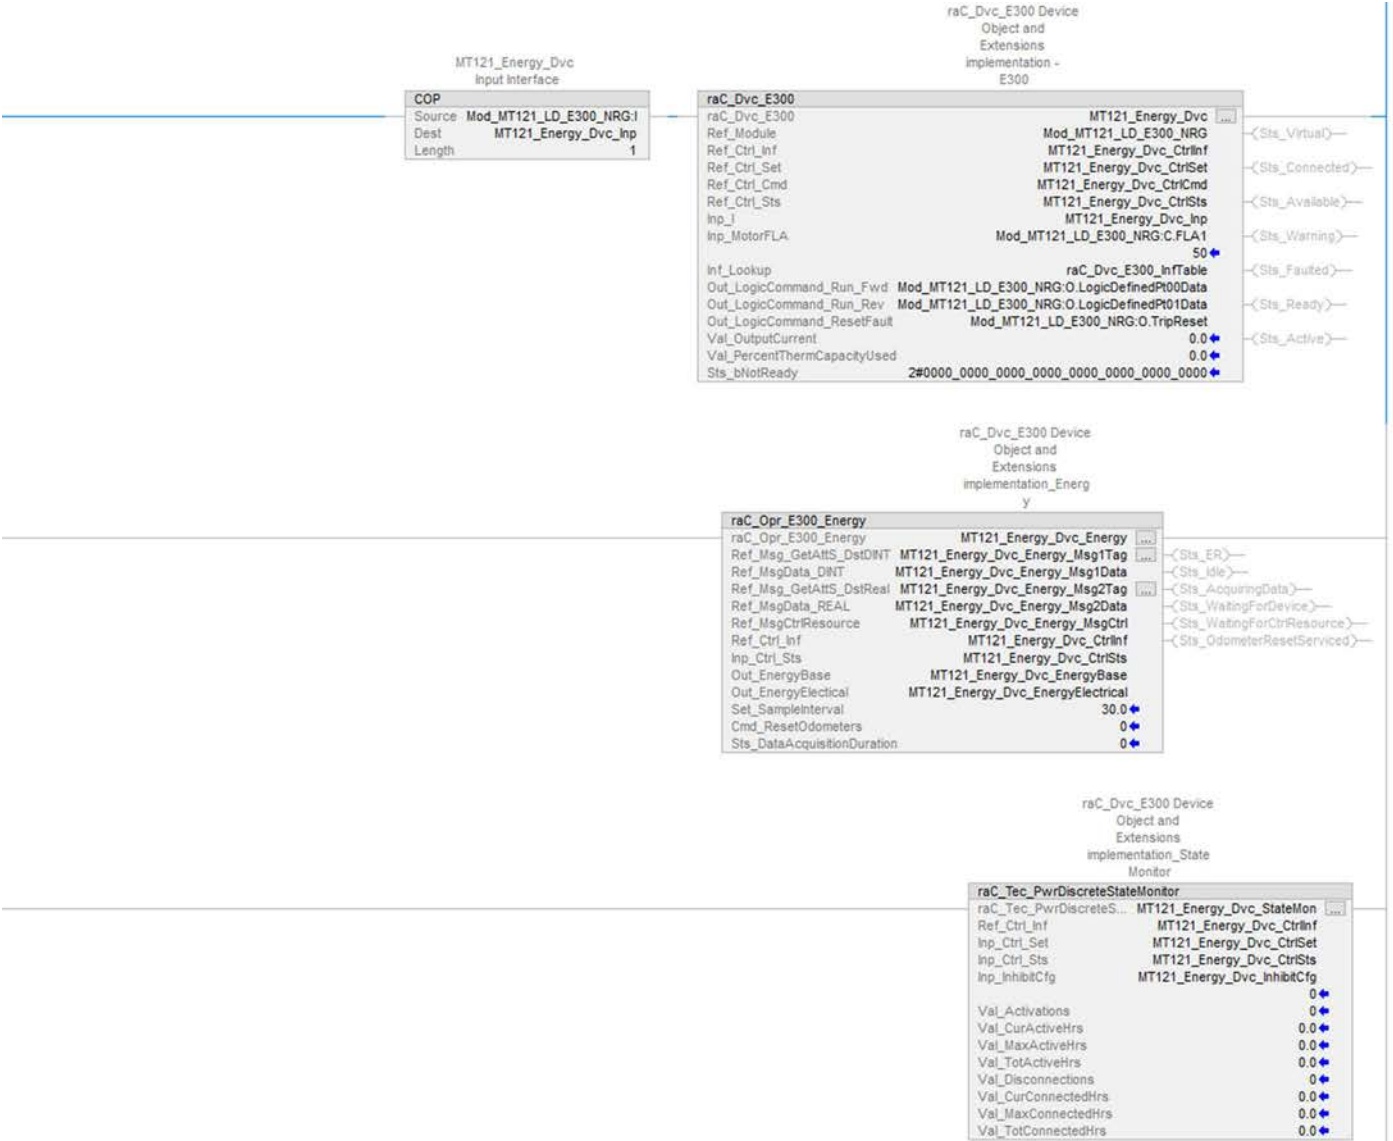 raC_Dvc_E300 Device
Object and
Extensions
implementation -
E300
MT121_Energy_Dvc
Input Interface
COP
Source Mod_MT121_LD_E300_NRG:I
Dest MT121_Energy_Dvc_Inp
Length 1
raC_Dvc_E300
raC_Dvc_E300 MT121_Energy_Dvc ...
Ref_Module Mod_MT121_LD_E300_NRG (Sts_Virtual)
Ref_Ctrl_Inf MT121_Energy_Dvc_CtrlInf
Ref_Ctrl_Set MT121_Energy_Dvc_CtrlSet (Sts_Connected)
Ref_Ctrl_Cmd MT121_Energy_Dvc_CtrlCmd
Ref_Ctrl_Sts MT121_Energy_Dvc_CtrlSts (Sts_Available)
Inp_I MT121_Energy_Dvc_Inp
Inp_MotorFLA Mod_MT121_LD_E300_NRG:C.FLA1 (Sts_Warning)
50
Inf_Lookup raC_Dvc_E300_InfTable (Sts_Faulted)
Out_LogicCommand_Run_Fwd Mod_MT121_LD_E300_NRG:O.LogicDefinedPt00Data
Out_LogicCommand_Run_Rev Mod_MT121_LD_E300_NRG:O.LogicDefinedPt01Data (Sts_Ready)
Out_LogicCommand_ResetFault Mod_MT121_LD_E300_NRG:O.TripReset
Val_OutputCurrent 0.0 (Sts_Active)
Val_PercentThermCapacityUsed 0.0
Sts_bNotReady 2#0000_0000_0000_0000_0000_0000_0000_0000
raC_Dvc_E300 Device
Object and
Extensions
implementation_Energ
y
raC_Opr_E300_Energy
raC_Opr_E300_Energy MT121_Energy_Dvc_Energy ...
Ref_Msg_GetAttS_DstDINT MT121_Energy_Dvc_Energy_Msg1Tag ... (Sts_ER)
Ref_MsgData_DINT MT121_Energy_Dvc_Energy_Msg1Data (Sts_Idle)
Ref_Msg_GetAttS_DstReal MT121_Energy_Dvc_Energy_Msg2Tag ... (Sts_AcquiringData)
Ref_MsgData_REAL MT121_Energy_Dvc_Energy_Msg2Data (Sts_WaitingForDevice)
Ref_MsgCtrlResource MT121_Energy_Dvc_Energy_MsgCtrl (Sts_WaitingForCtrlResource)
Ref_Ctrl_Inf MT121_Energy_Dvc_CtrlInf (Sts_OdometerResetServiced)
Inp_Ctrl_Sts MT121_Energy_Dvc_CtrlSts
Out_EnergyBase MT121_Energy_Dvc_EnergyBase
Out_EnergyElectical MT121_Energy_Dvc_EnergyElectrical
Set_SampleInterval 30.0
Cmd_ResetOdometers 0
Sts_DataAcquisitionDuration 0
raC_Dvc_E300 Device
Object and
Extensions
implementation_State
Monitor
raC_Tec_PwrDiscreteStateMonitor
raC_Tec_PwrDiscreteS... MT121_Energy_Dvc_StateMon ...
Ref_Ctrl_Inf MT121_Energy_Dvc_CtrlInf
Inp_Ctrl_Set MT121_Energy_Dvc_CtrlSet
Inp_Ctrl_Sts MT121_Energy_Dvc_CtrlSts
Inp_InhibitCfg MT121_Energy_Dvc_InhibitCfg
0
Val_Activations 0
Val_CurActiveHrs 0.0
Val_MaxActiveHrs 0.0
Val_TotActiveHrs 0.0
Val_Disconnections 0
Val_CurConnectedHrs 0.0
Val_MaxConnectedHrs 0.0
Val_TotConnectedHrs 0.0